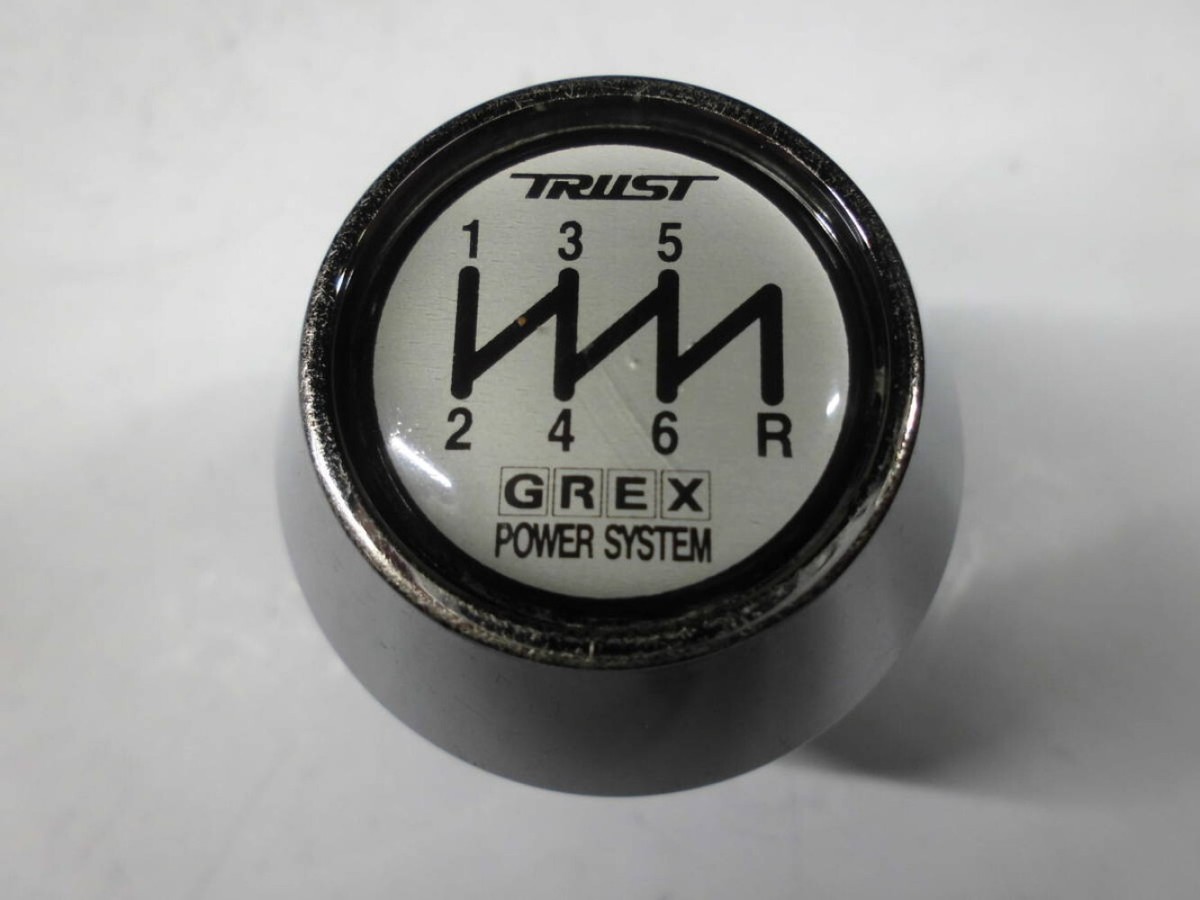 TRUST
1 3 5
2 4 6 R
GREX
POWER SYSTEM